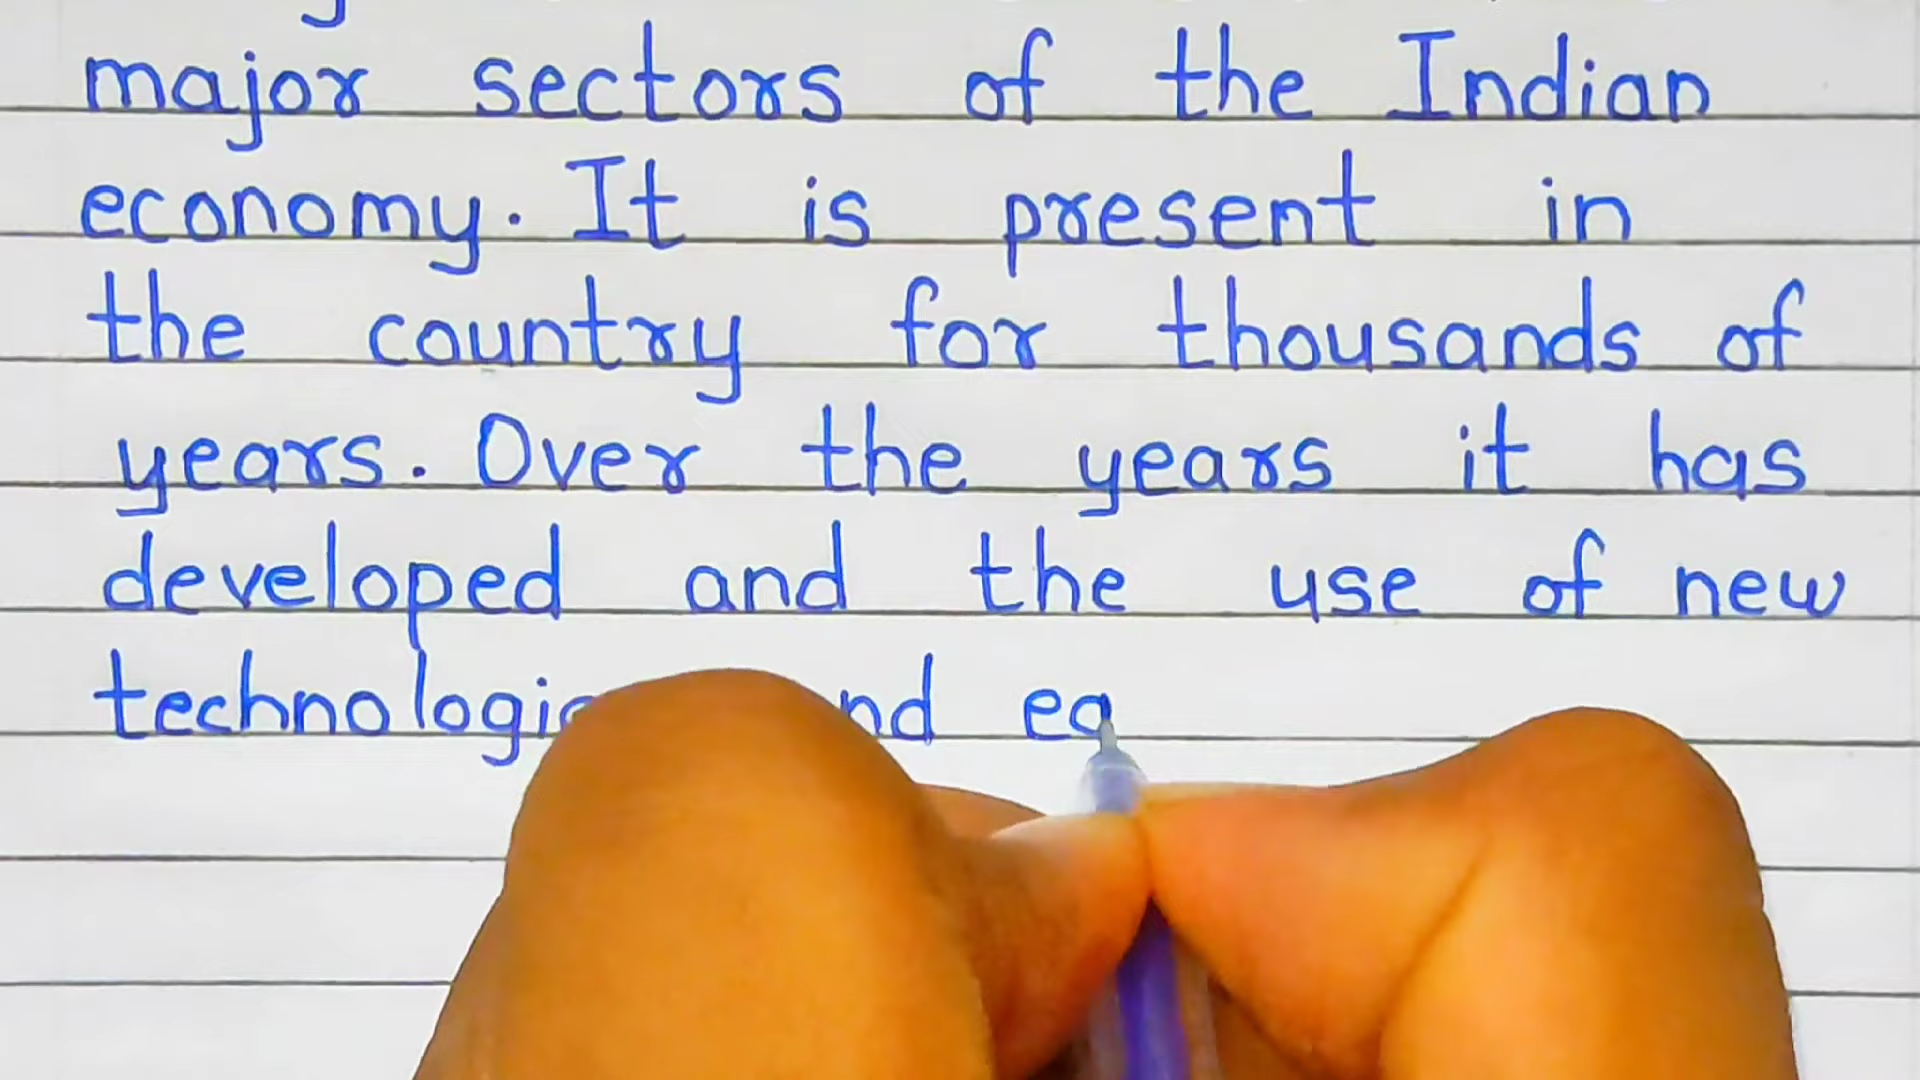 major sectors of the Indian
economy. It is present in
the country for thousands of
years. Over the years it has
developed and the use of new